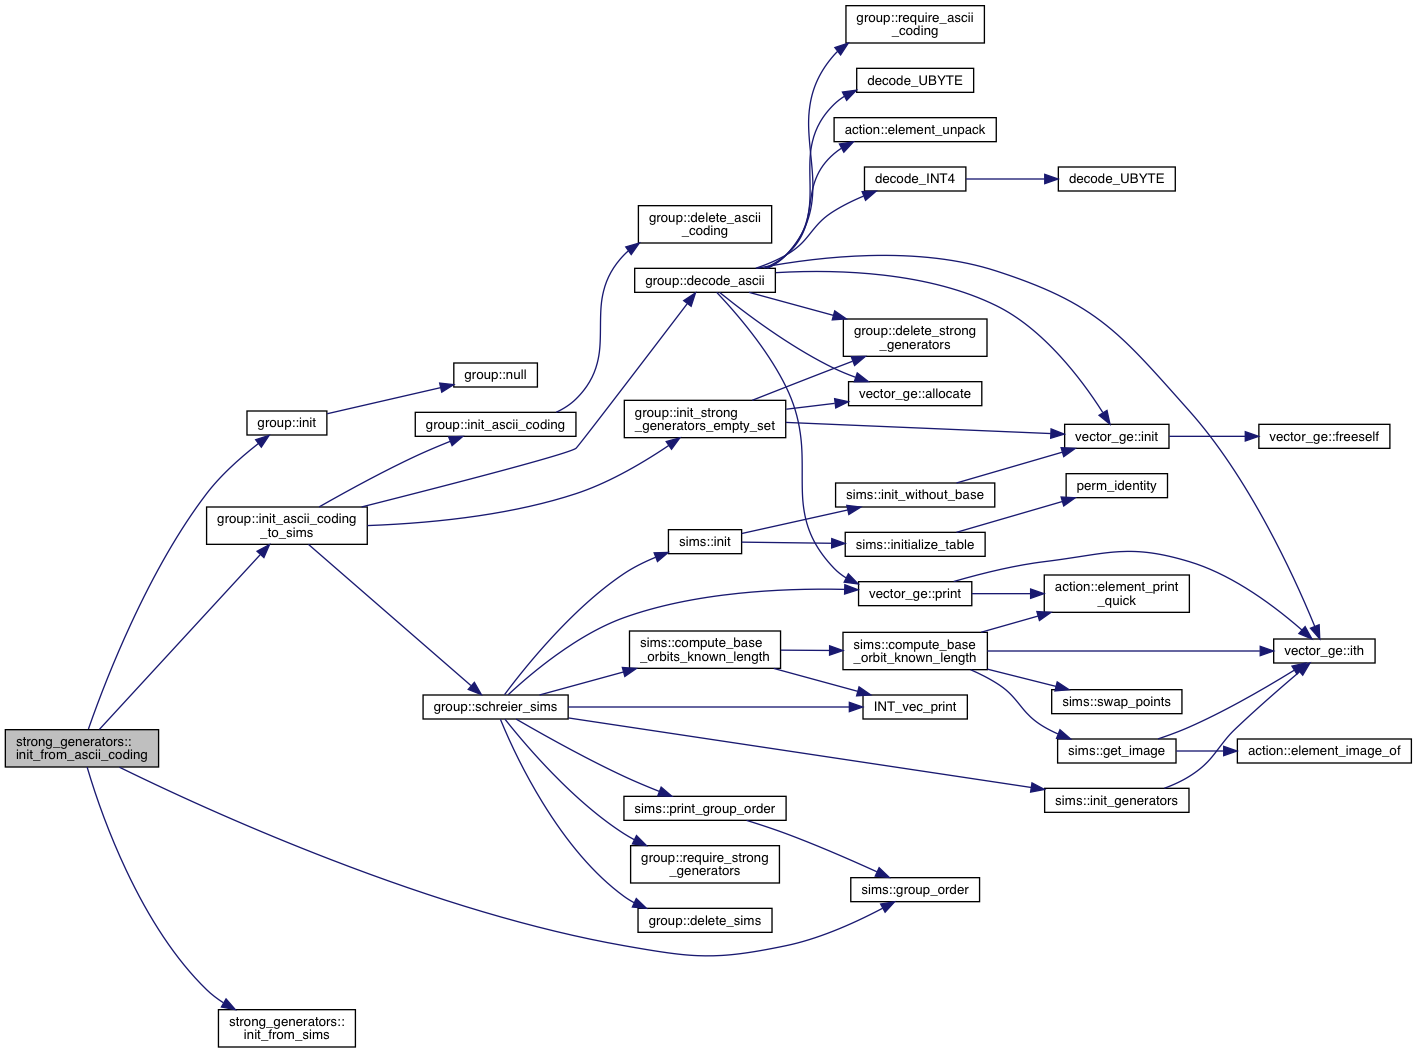 group::require_ascii
_coding
decode_UBYTE
action::element_unpack
decode_INT4
decode_UBYTE
group::delete_ascii
_coding
group::decode_ascii
group::delete_strong
_generators
group::null
vector_ge::allocate
group::init
group::init_ascii_coding
group::init_strong
_generators_empty_set
vector_ge::init
vector_ge::freeself
sims::init_without_base
perm_identity
group::init_ascii_coding
_to_sims
sims::init
sims::initialize_table
vector_ge::print
action::element_print
_quick
sims::compute_base
_orbits_known_length
sims::compute_base
_orbit_known_length
vector_ge::ith
group::schreier_sims
INT_vec_print
sims::swap_points
strong_generators::
init_from_ascii_coding
sims::get_image
action::element_image_of
sims::print_group_order
sims::init_generators
group::require_strong
_generators
sims::group_order
group::delete_sims
strong_generators::
init_from_sims